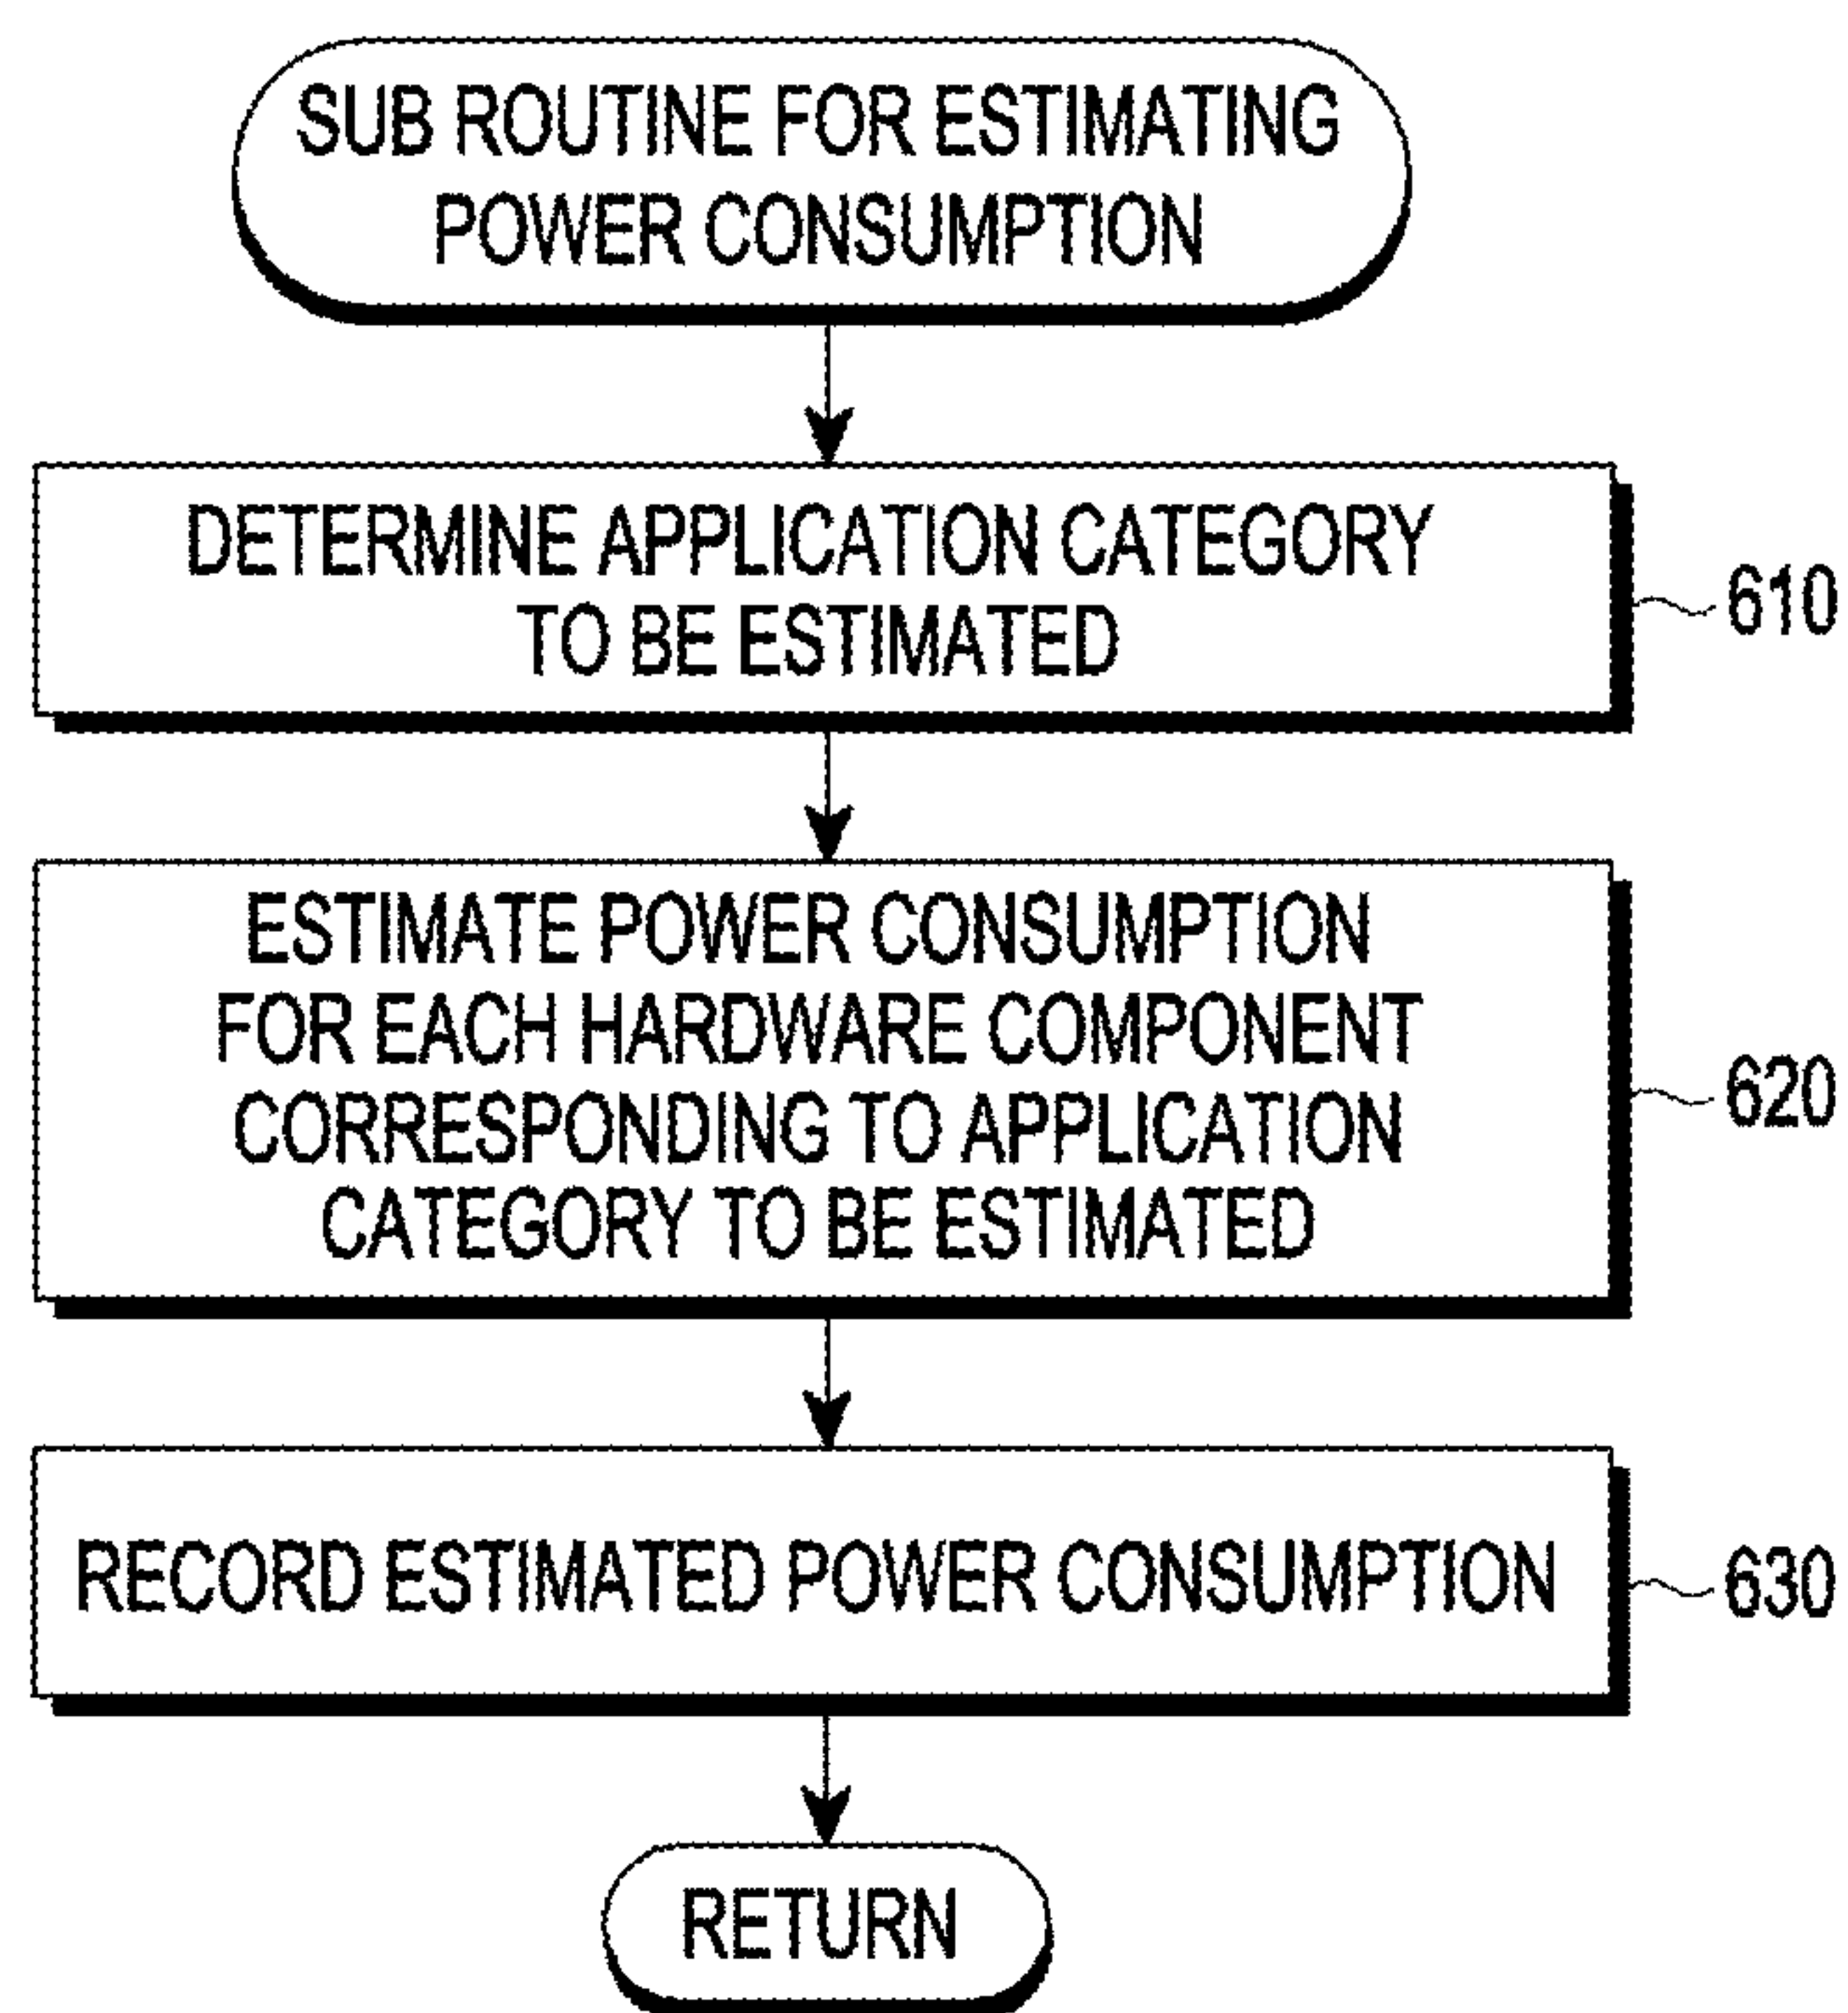 SUB ROUTINE FOR ESTIMATING
POWER CONSUMPTION
DETERMINE APPLICATION CATEGORY
TO BE ESTIMATED
610
ESTIMATE POWER CONSUMPTION
FOR EACH HARDWARE COMPONENT
CORRESPONDING TO APPLICATION
CATEGORY TO BE ESTIMATED
620
RECORD ESTIMATED POWER CONSUMPTION
630
RETURN